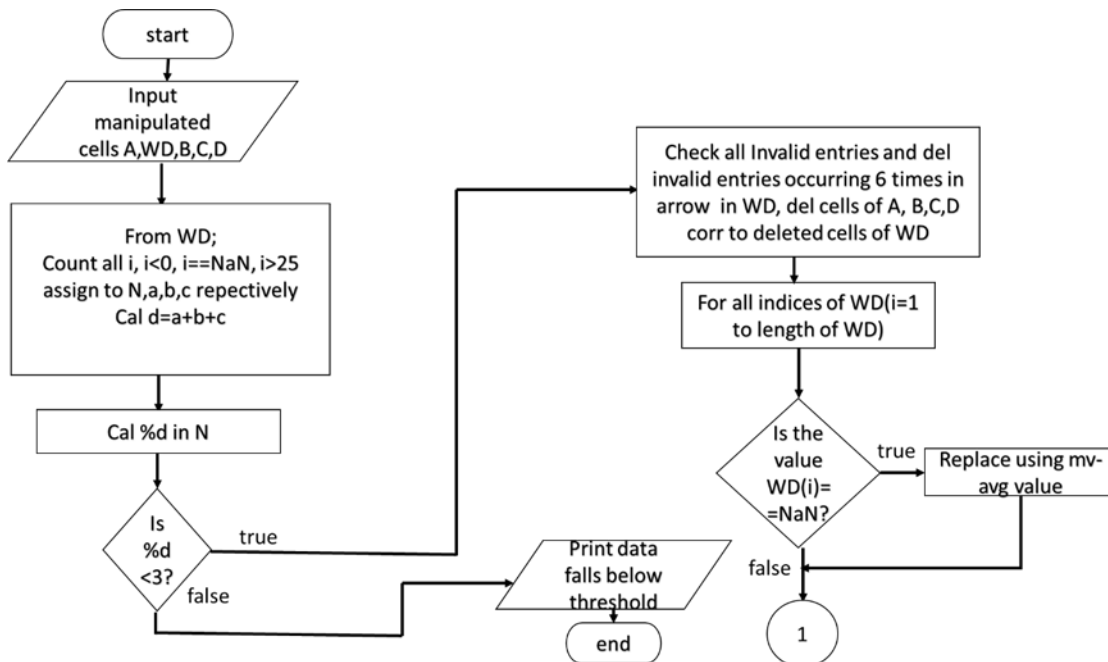 start
Input
manipulated
cells A,WD,B,C,D
From WD;
Count all i, i<0, i==NaN, i>25
assign to N,a,b,c repectively
Cal d=a+b+c
Cal %d in N
Is
%d
<3?
true
false
Print data
falls below
threshold
end
Check all Invalid entries and del
invalid entries occurring 6 times in
arrow in WD, del cells of A, B,C,D
corr to deleted cells of WD
For all indices of WD(i=1
to length of WD)
Is the
value
WD(i)=
=NaN?
true
Replace using mv-
avg value
false
1